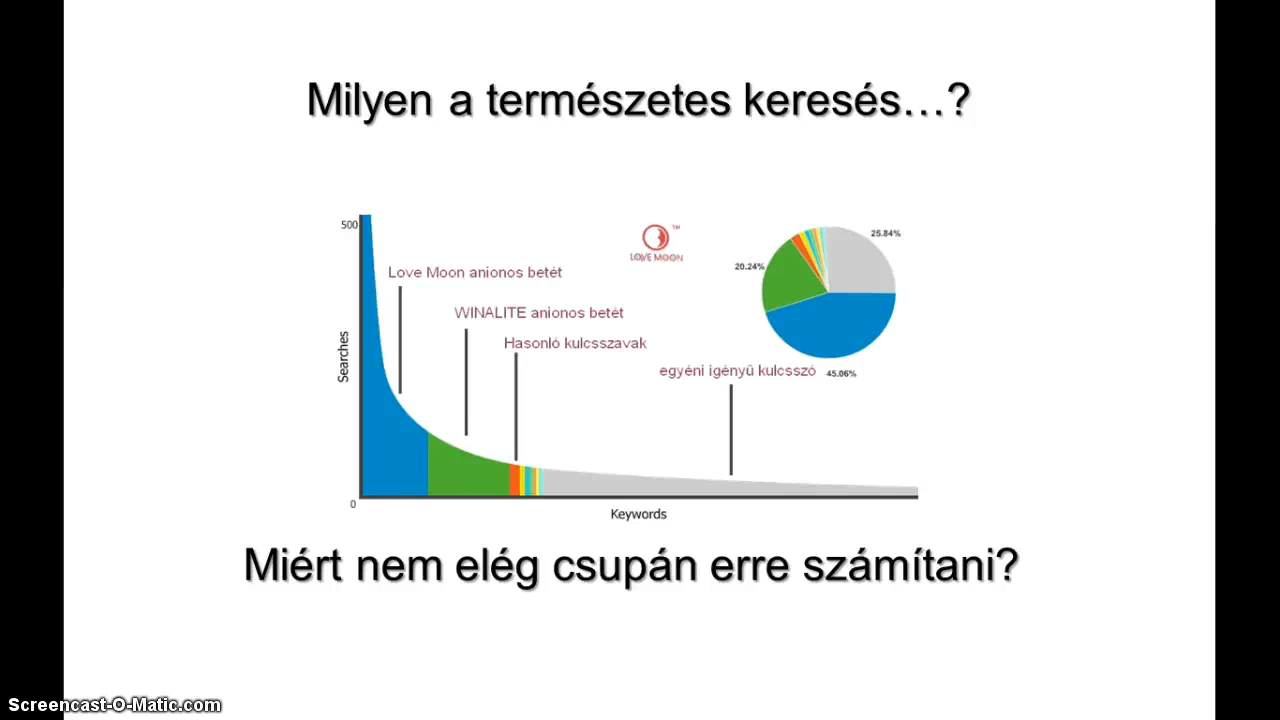 Milyen a természetes keresés…?
500
LOVE MOON
TM
25.84%
20.24%
Love Moon anionos betét
WINALITE anionos betét
Hasonló kulcsszavak
egyéni igényű kulcsszó
45.06%
Searches
0
Keywords
Miért nem elég csupán erre számítani?
Screencast-O-Matic.com